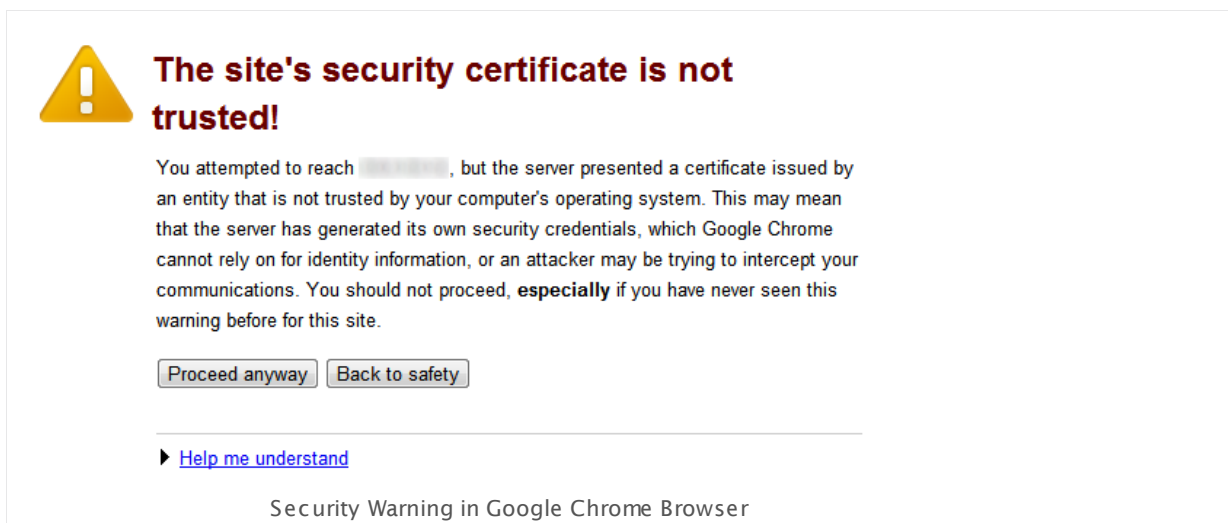 The site's security certificate is not
trusted!
You attempted to reach , but the server presented a certificate issued by
an entity that is not trusted by your computer's operating system. This may mean
that the server has generated its own security credentials, which Google Chrome
cannot rely on for identity information, or an attacker may be trying to intercept your
communications. You should not proceed, especially if you have never seen this
warning before for this site.
Proceed anyway Back to safety
Help me understand
Security Warning in Google Chrome Browser